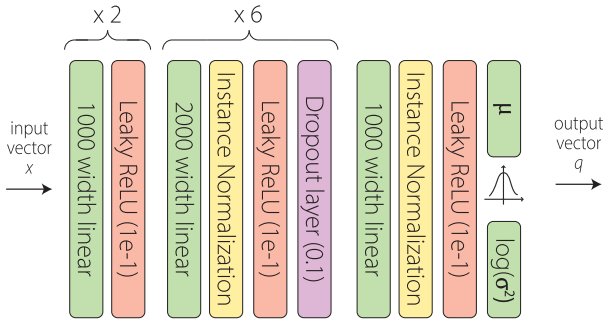 x 2
x 6
input
vector
x
1000 width linear
Leaky ReLU (1e-1)
2000 width linear
Instance Normalization
Leaky ReLU (1e-1)
Dropout layer (0.1)
1000 width linear
Instance Normalization
Leaky ReLU (1e-1)
μ
log(σ²)
output
vector
q